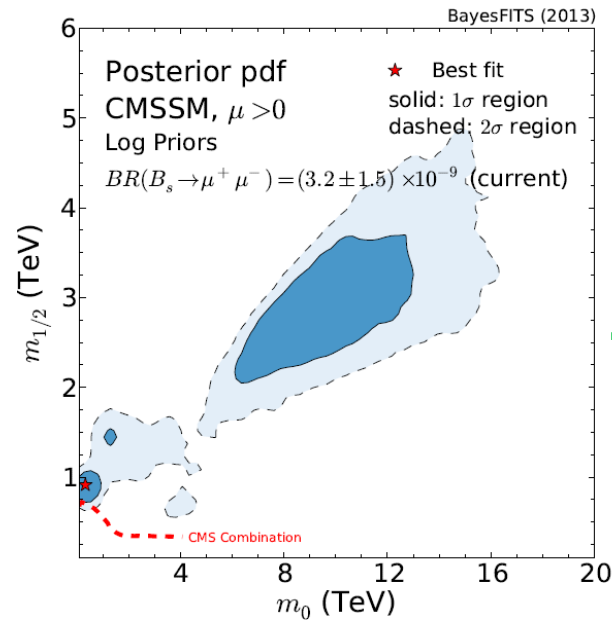 BayesFITS (2013)
Posterior pdf
CMSSM, μ > 0
Log Priors
BR(B_s → μ⁺ μ⁻) = (3.2 ± 1.5) × 10⁻⁹ (current)
Best fit
solid: 1σ region
dashed: 2σ region
CMS Combination
6
5
4
3
2
1
m_{1/2} (TeV)
4
8
12
16
20
m_0 (TeV)